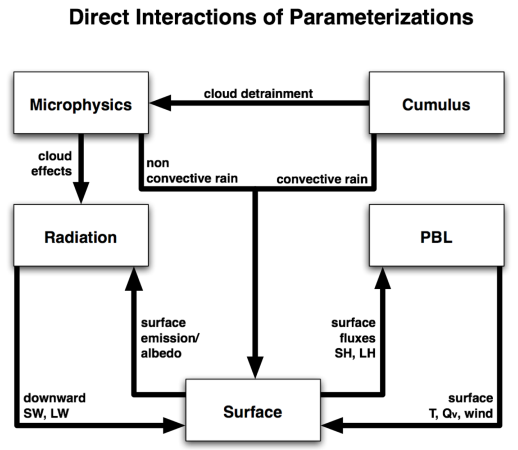 Direct Interactions of Parameterizations
cloud detrainment
Microphysics
Cumulus
cloud
effects
non
convective rain
convective rain
Radiation
PBL
surface
emission/
albedo
surface
fluxes
SH, LH
downward
SW, LW
Surface
surface
T, Qv, wind